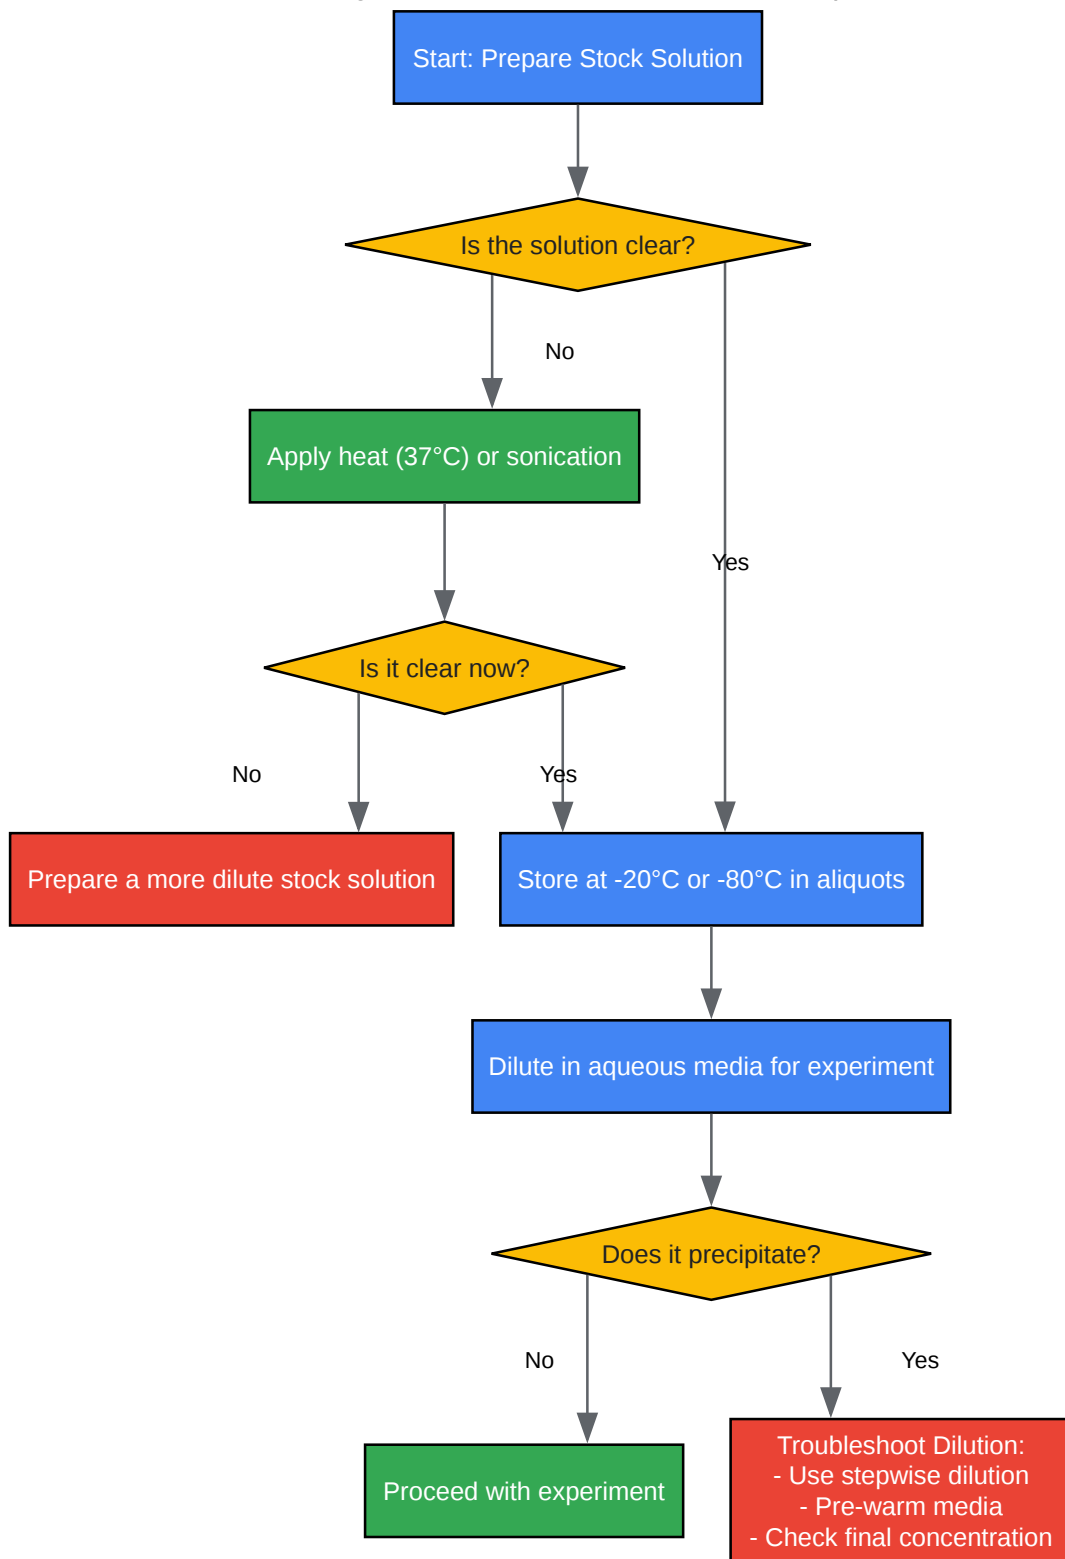 Start: Prepare Stock Solution
Is the solution clear?
No
Apply heat (37°C) or sonication
Yes
Is it clear now?
No
Yes
Prepare a more dilute stock solution
Store at -20°C or -80°C in aliquots
Dilute in aqueous media for experiment
Does it precipitate?
No
Yes
Proceed with experiment
Troubleshoot Dilution:
- Use stepwise dilution
- Pre-warm media
- Check final concentration